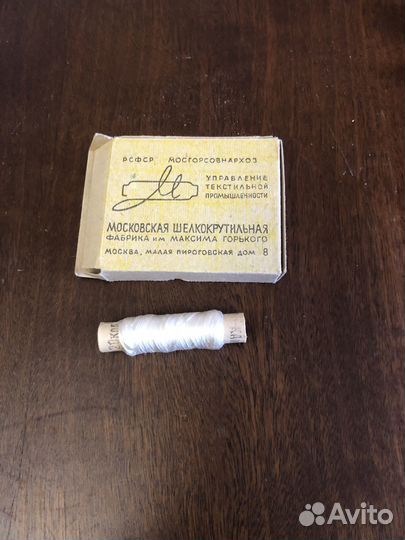 РСФСР МОСГОРСОВНАРХОЗ
М
УПРАВЛЕНИЕ
ТЕКСТИЛЬНОЙ
ПРОМЫШЛЕННОСТИ
МОСКОВСКАЯ ШЕЛКОКРУТИЛЬНАЯ
ФАБРИКА им МАКСИМА ГОРЬКОГО
МОСКВА, МАЛАЯ ПИРОГОВСКАЯ ДОМ 8
Avito